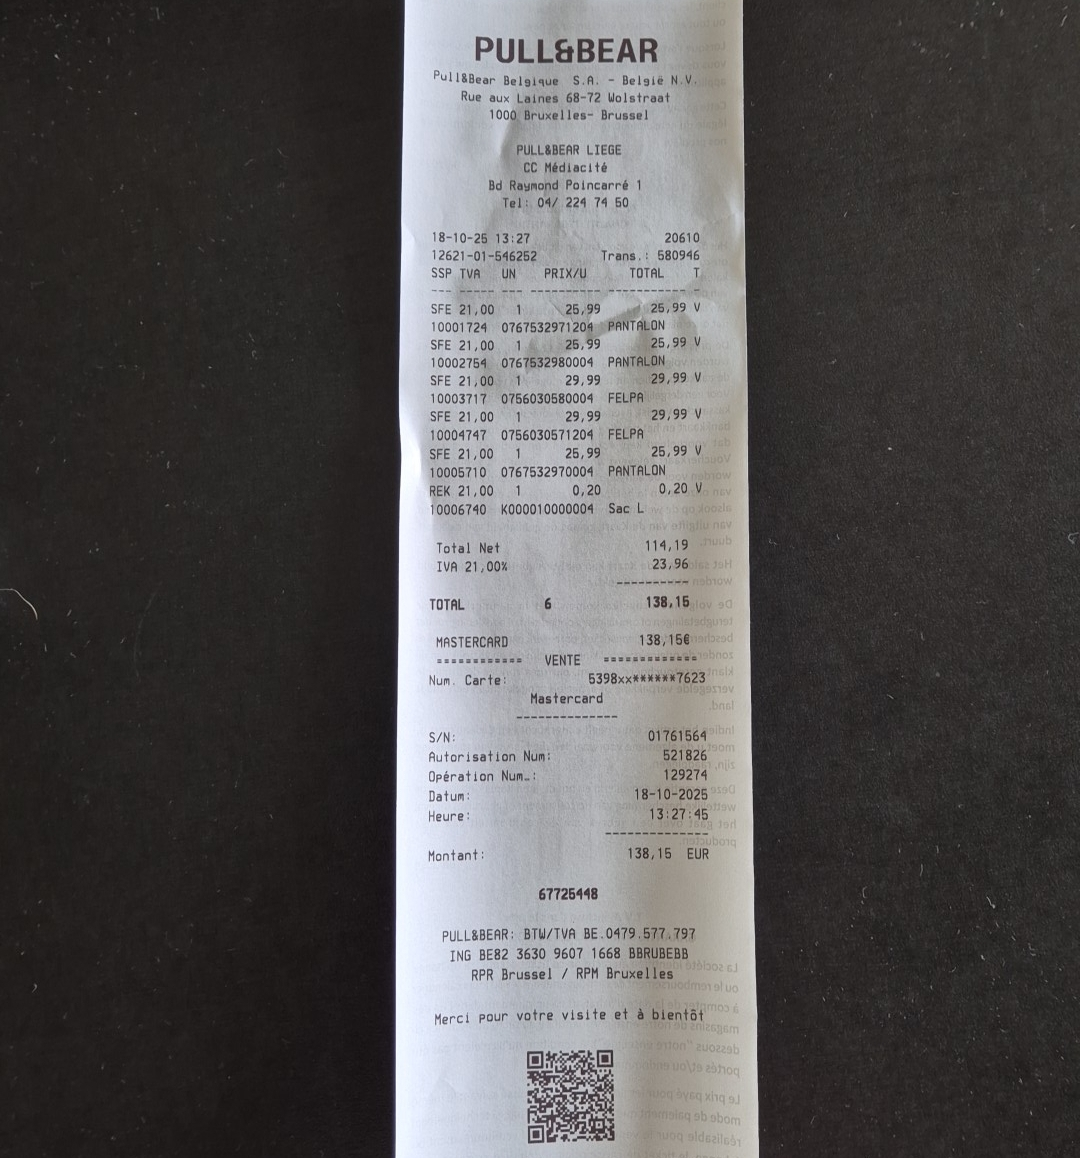 PULL&BEAR
Pull&Bear Belgique S.A. - België N.V.
Rue aux Laines 68-72 Wolstraat
1000 Bruxelles- Brussel
PULL&BEAR LIEGE
CC Médiacité
Bd Raymond Poincarré 1
Tel: 04/ 224 74 50
18-10-25 13:27 20610
12621-01-546252 Trans.: 580946
SSP TVA UN PRIX/U TOTAL T
--- ----- --- ---------- ----------- -
SFE 21,00 1 25,99 25,99 V
10001724 0767532971204 PANTALON
SFE 21,00 1 25,99 25,99 V
10002754 0767532980004 PANTALON
SFE 21,00 1 29,99 29,99 V
10003717 0756030580004 FELPA
SFE 21,00 1 29,99 29,99 V
10004747 0756030571204 FELPA
SFE 21,00 1 25,99 25,99 V
10005710 0767532970004 PANTALON
REK 21,00 1 0,20 0,20 V
10006740 K000010000004 Sac L
Total Net 114,19
IVA 21,00% 23,96
----------
TOTAL 6 138,15
MASTERCARD 138,15€
============ VENTE =============
Num. Carte: 5398xx******7623
Mastercard
--------------
S/N: 01761564
Autorisation Num: 521826
Opération Num.: 129274
Datum: 18-10-2025
Heure: 13:27:45
--------------
Montant: 138,15 EUR
67725448
PULL&BEAR: BTW/TVA BE.0479.577.797
ING BE82 3630 9607 1668 BBRUBEBB
RPR Brussel / RPM Bruxelles
Merci pour votre visite et à bientôt